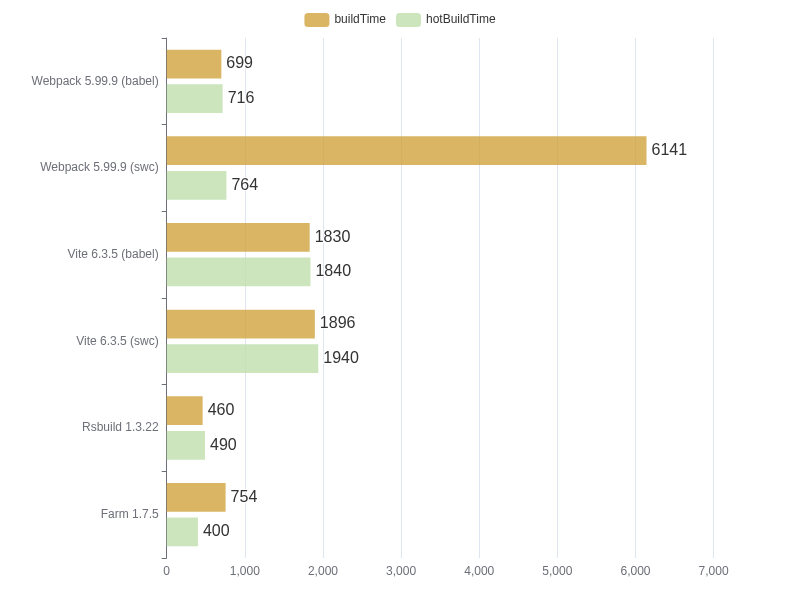 buildTime hotBuildTime
Webpack 5.99.9 (babel) 699
716
Webpack 5.99.9 (swc) 6141
764
Vite 6.3.5 (babel) 1830
1840
Vite 6.3.5 (swc) 1896
1940
Rsbuild 1.3.22 460
490
Farm 1.7.5 754
400
0 1,000 2,000 3,000 4,000 5,000 6,000 7,000